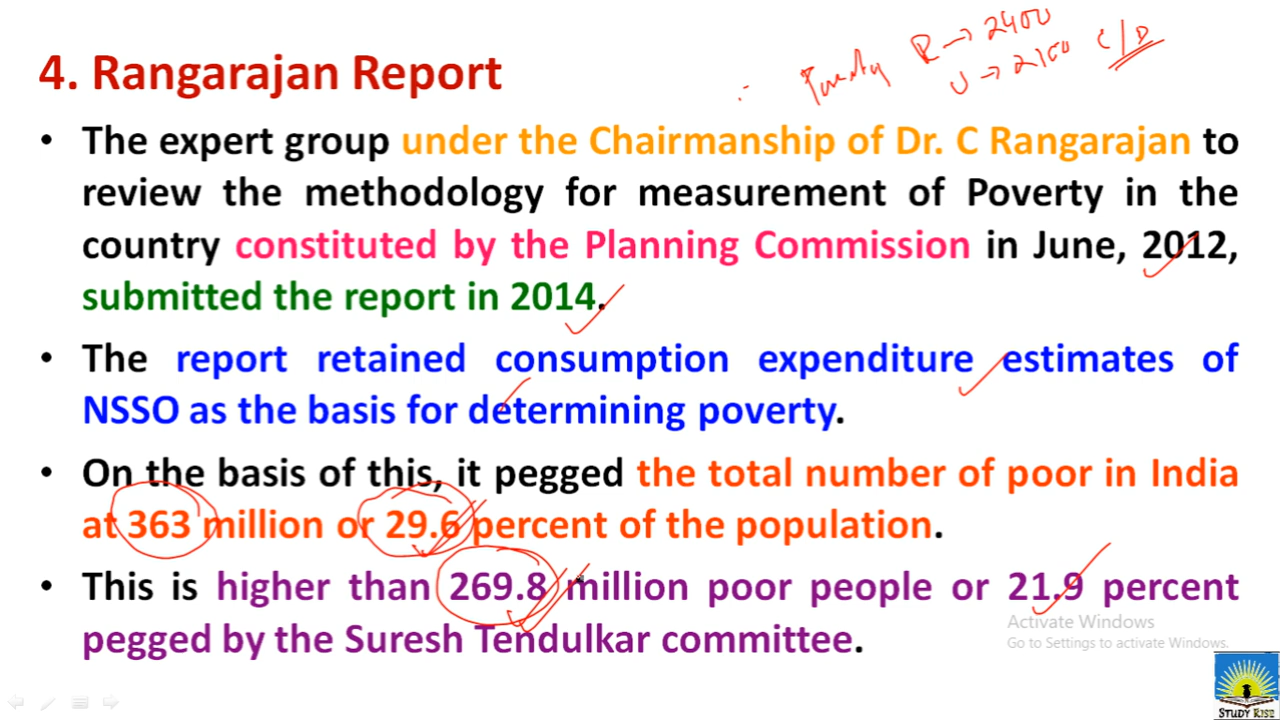 Poverty R → 2400
U → 2100 C/D
4. Rangarajan Report
• The expert group under the Chairmanship of Dr. C Rangarajan to
review the methodology for measurement of Poverty in the
country constituted by the Planning Commission in June, 2012,
submitted the report in 2014.
• The report retained consumption expenditure estimates of
NSSO as the basis for determining poverty.
• On the basis of this, it pegged the total number of poor in India
at 363 million or 29.6 percent of the population.
• This is higher than 269.8 million poor people or 21.9 percent
pegged by the Suresh Tendulkar committee.
Activate Windows
Go to Settings to activate Windows.
STUDY RISE